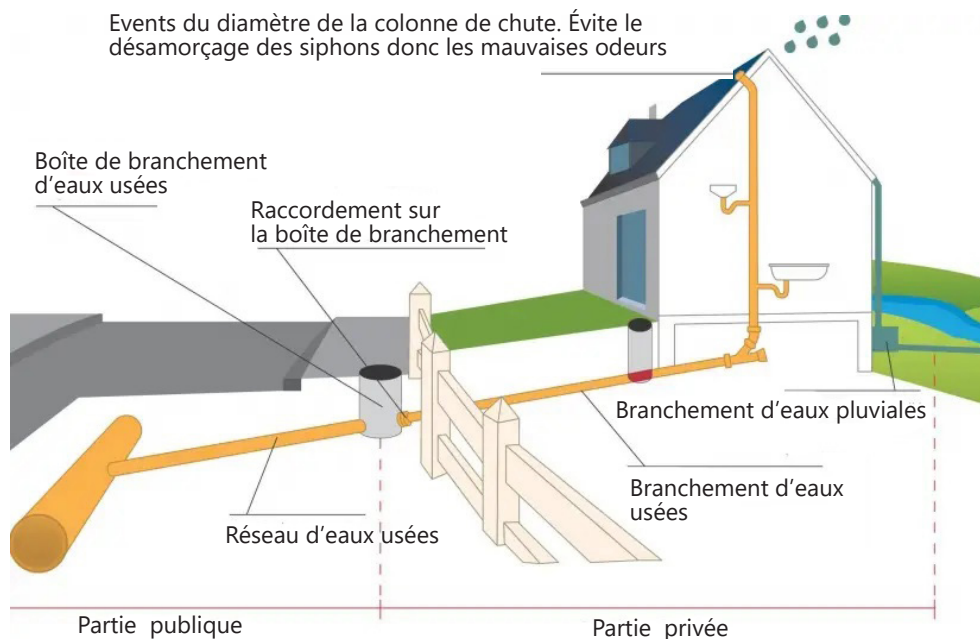 Events du diamètre de la colonne de chute. Évite le
désamorçage des siphons donc les mauvaises odeurs
Boîte de branchement
d'eaux usées
Raccordement sur
la boîte de branchement
Branchement d'eaux pluviales
Branchement d'eaux
usées
Réseau d'eaux usées
Partie publique
Partie privée